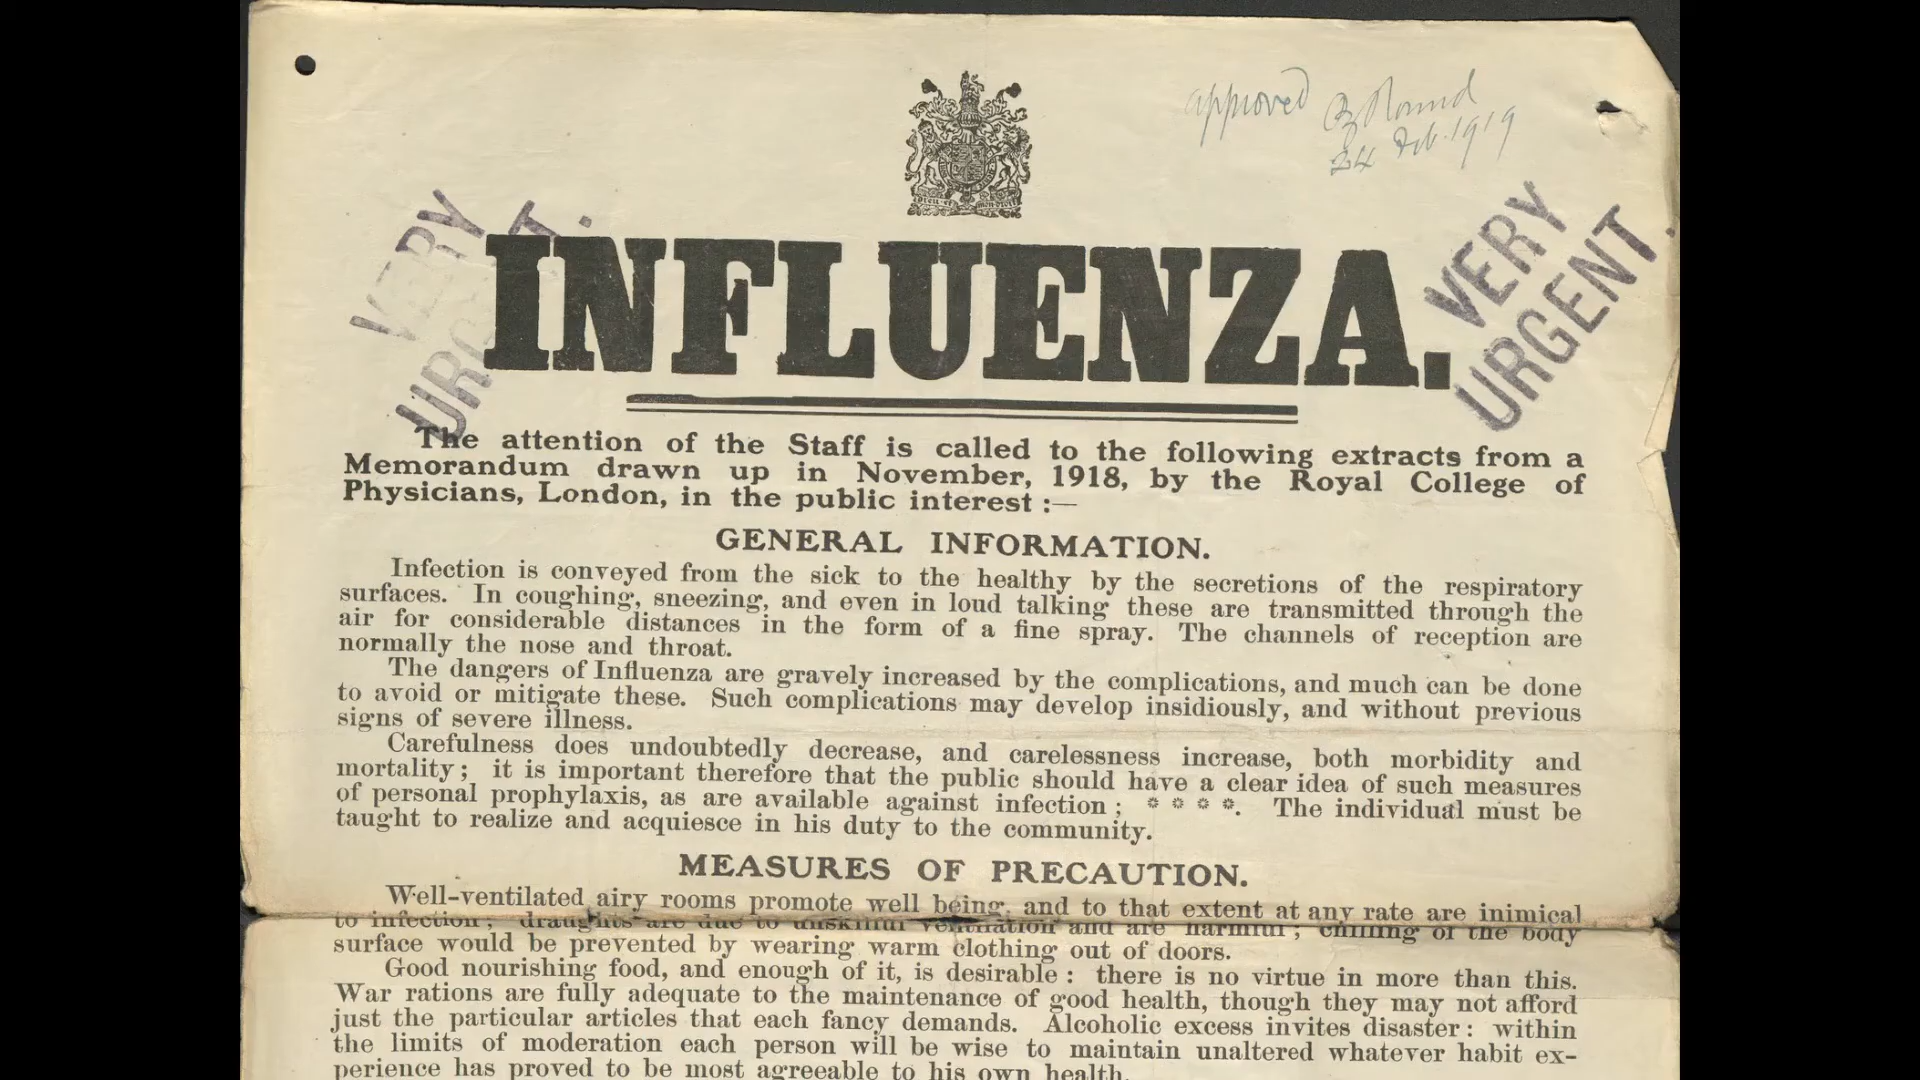 approved
24 Feb. 1919
VERY
URGENT.
VERY
URGENT.
INFLUENZA.
The attention of the Staff is called to the following extracts from a
Memorandum drawn up in November, 1918, by the Royal College of
Physicians, London, in the public interest :—
GENERAL INFORMATION.
Infection is conveyed from the sick to the healthy by the secretions of the respiratory
surfaces. In coughing, sneezing, and even in loud talking these are transmitted through the
air for considerable distances in the form of a fine spray. The channels of reception are
normally the nose and throat.
The dangers of Influenza are gravely increased by the complications, and much can be done
to avoid or mitigate these. Such complications may develop insidiously, and without previous
signs of severe illness.
Carefulness does undoubtedly decrease, and carelessness increase, both morbidity and
mortality ; it is important therefore that the public should have a clear idea of such measures
of personal prophylaxis, as are available against infection ; * * * *. The individual must be
taught to realize and acquiesce in his duty to the community.
MEASURES OF PRECAUTION.
Well-ventilated airy rooms promote well being, and to that extent at any rate are inimical
to infection ; draughts are due to unskilful ventilation and are harmful ; chilling of the body
surface would be prevented by wearing warm clothing out of doors.
Good nourishing food, and enough of it, is desirable : there is no virtue in more than this.
War rations are fully adequate to the maintenance of good health, though they may not afford
just the particular articles that each fancy demands. Alcoholic excess invites disaster : within
the limits of moderation each person will be wise to maintain unaltered whatever habit ex-
perience has proved to be most agreeable to his own health.